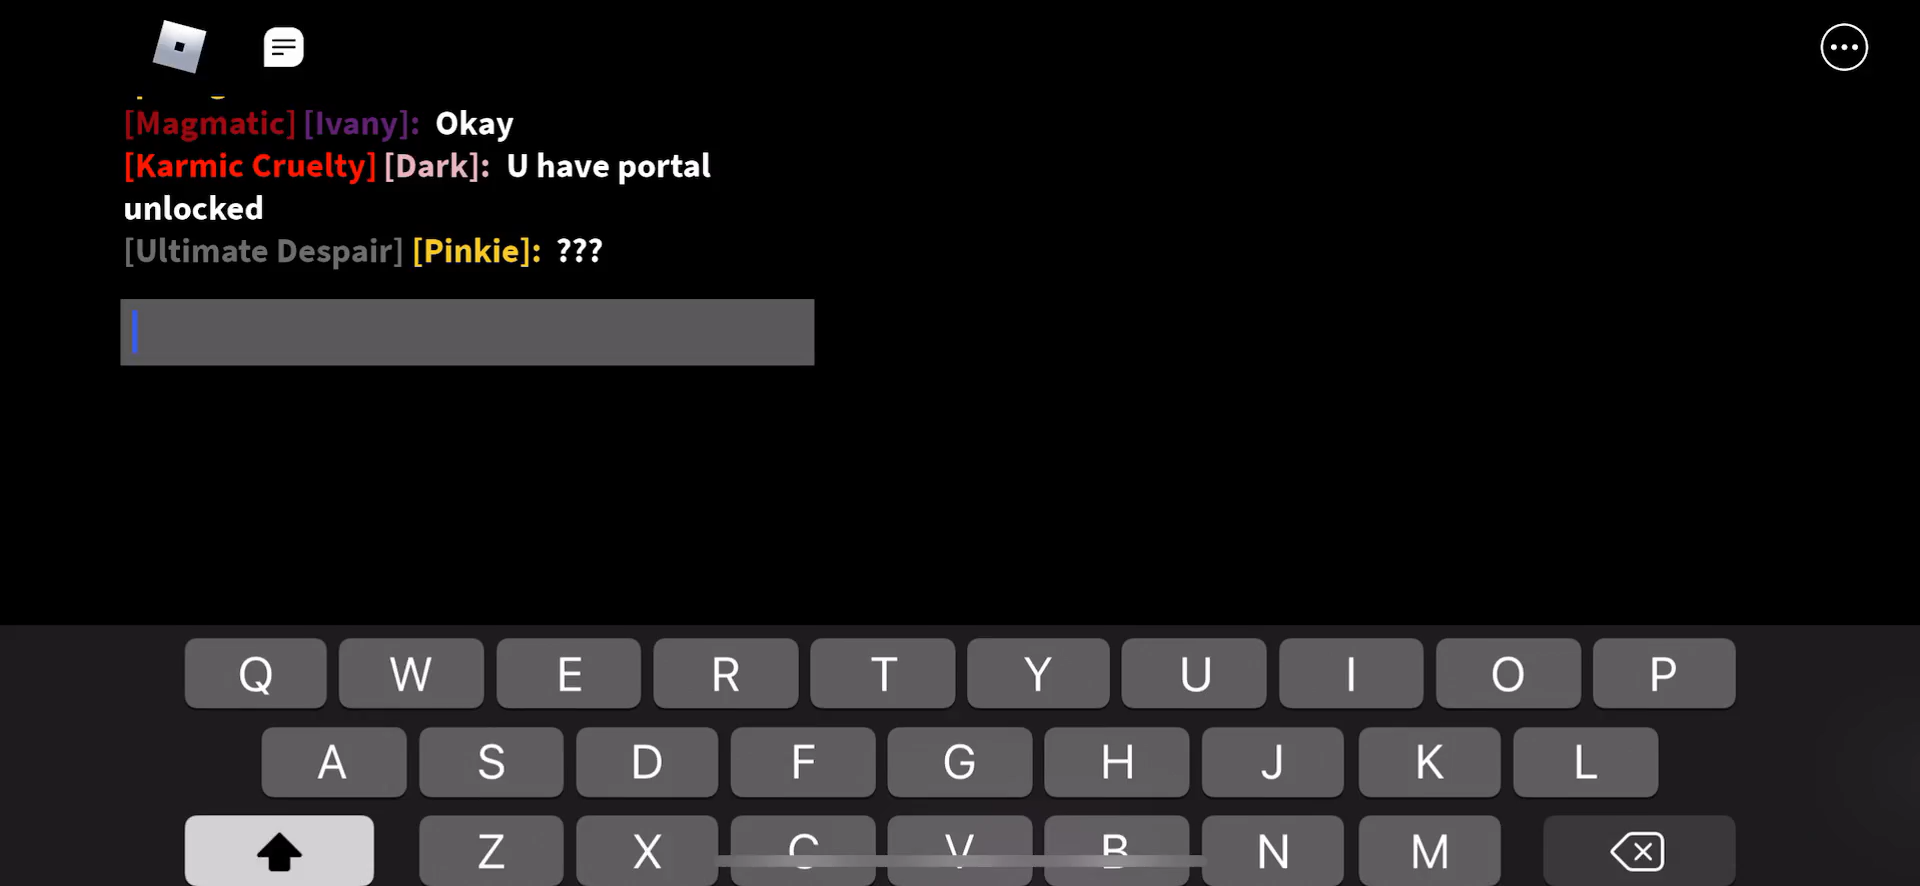 [Magmatic] [Ivany]: Okay
[Karmic Cruelty] [Dark]: U have portal
unlocked
[Ultimate Despair] [Pinkie]: ???
Q W E R T Y U I O P
A S D F G H J K L
Z X C V B N M